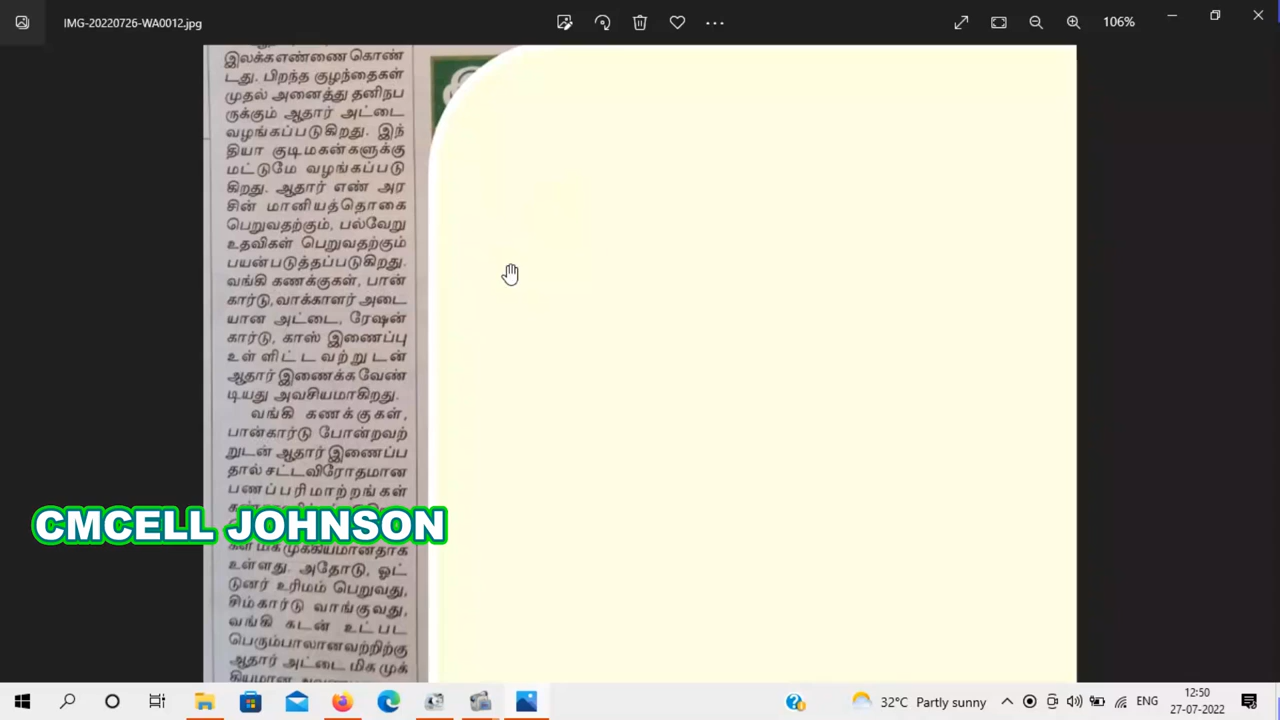 IMG-20220726-WA0012.jpg
106%
இலக்கஎண்ணை கொண்
டது. பிறந்த குழந்தைகள்
முதல் அனைத்து தனிநப
ருக்கும் ஆதார் அட்டை
வழங்கப்படுகிறது. இந்
தியா குடிமகன்களுக்கு
மட்டுமே வழங்கப்படு
கிறது. ஆதார் எண் அர
சின் மானியத்தொகை
பெறுவதற்கும், பல்வேறு
உதவிகள் பெறுவதற்கும்
பயன்படுத்தப்படுகிறது.
வங்கி கணக்குகள், பான்
கார்டு,வாக்காளர் அடை
யான அட்டை, ரேஷன்
கார்டு, காஸ் இணைப்பு
உள்ளிட்டவற்றுடன்
ஆதார் இணைக்க வேண்
டியது அவசியமாகிறது.
வங்கி கணக்குகள்,
பான்கார்டு போன்றவற்
றுடன் ஆதார் இணைப்ப
தால் சட்டவிரோதமான
பணப்பரிமாற்றங்கள்
CMCELL JOHNSON
கள் மிக முக்கியமானதாக
உள்ளது. அதோடு, ஓட்
டுனர் உரிமம் பெறுவது,
சிம்கார்டு வாங்குவது,
வங்கி கடன் உட்பட
பெரும்பாலானவற்றிற்கு
ஆதார் அட்டை மிக முக்
32°C Partly sunny
ENG
12:50
27-07-2022